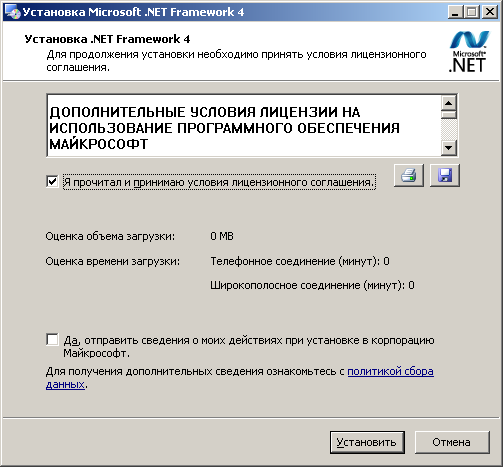 Установка Microsoft .NET Framework 4
Установка .NET Framework 4
Для продолжения установки необходимо принять условия лицензионного
соглашения.
Microsoft
.NET
ДОПОЛНИТЕЛЬНЫЕ УСЛОВИЯ ЛИЦЕНЗИИ НА
ИСПОЛЬЗОВАНИЕ ПРОГРАММНОГО ОБЕСПЕЧЕНИЯ
МАЙКРОСОФТ
Я прочитал и принимаю условия лицензионного соглашения.
Оценка объема загрузки: 0 MB
Оценка времени загрузки: Телефонное соединение (минут): 0
Широкополосное соединение (минут): 0
Да, отправить сведения о моих действиях при установке в корпорацию
Майкрософт.
Для получения дополнительных сведения ознакомьтесь с политикой сбора
данных.
Установить Отмена